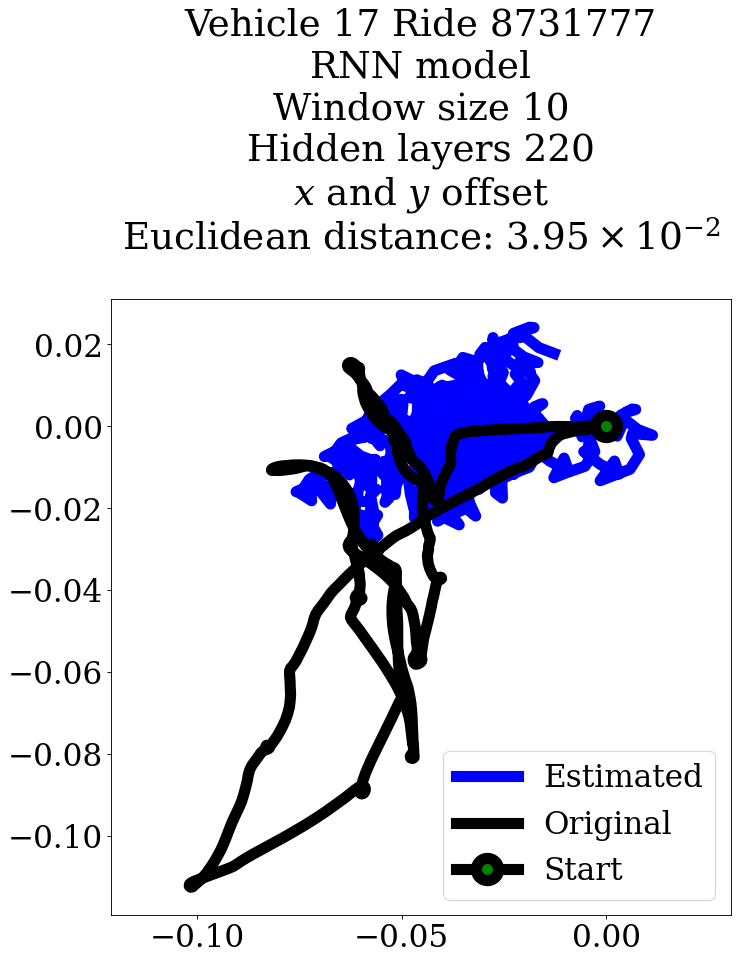 Vehicle 17 Ride 8731777
RNN model
Window size 10
Hidden layers 220
x and y offset
Euclidean distance: 3.95 × 10⁻²
0.02
0.00
−0.02
−0.04
−0.06
−0.08
−0.10
Estimated
Original
Start
−0.10
−0.05
0.00